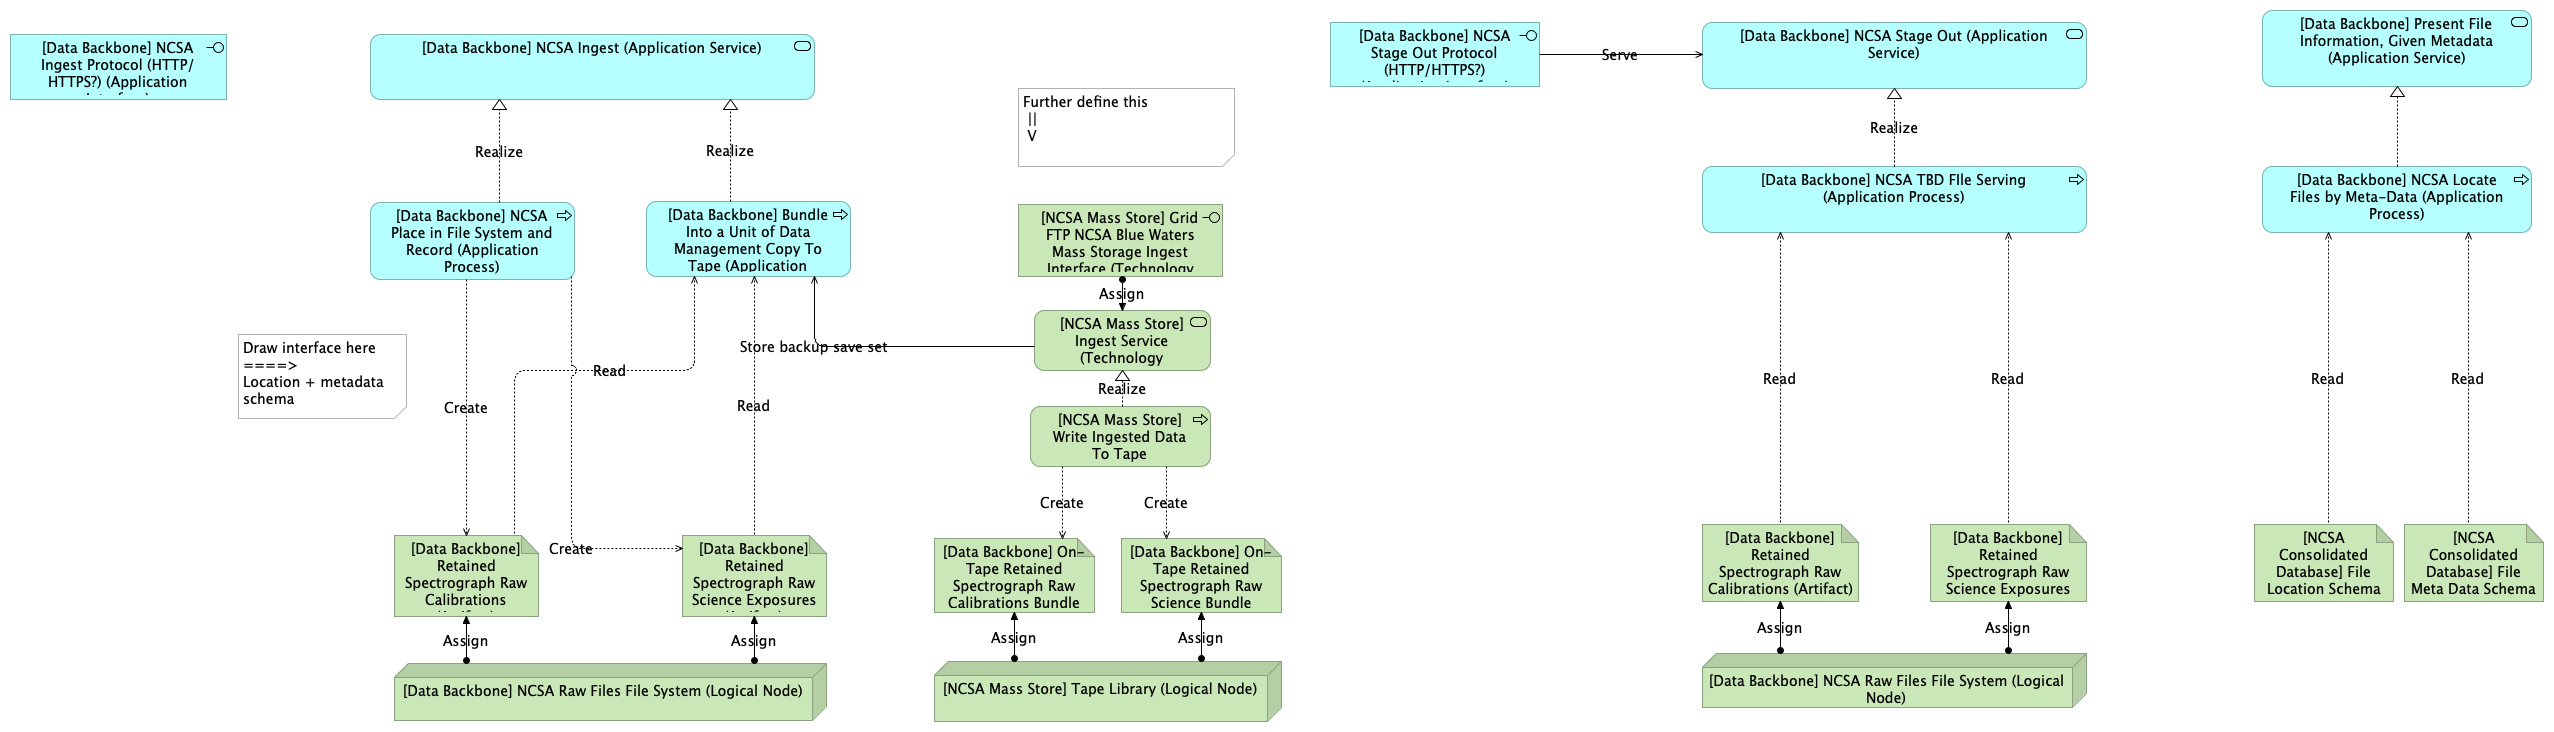 [Data Backbone] NCSA
Ingest Protocol (HTTP/
HTTPS?) (Application
[Data Backbone] NCSA Ingest (Application Service)
Realize
Realize
[Data Backbone] NCSA
Place in File System and
Record (Application
Process)
[Data Backbone] Bundle
Into a Unit of Data
Management Copy To
Tape (Application
Draw interface here
====>
Location + metadata
schema
Create
Read
Read
Store backup save set
Create
[Data Backbone]
Retained
Spectrograph Raw
Calibrations
[Data Backbone]
Retained
Spectrograph Raw
Science Exposures
Assign
Assign
[Data Backbone] NCSA Raw Files File System (Logical Node)
Further define this
||
V
[NCSA Mass Store] Grid
FTP NCSA Blue Waters
Mass Storage Ingest
Interface (Technology
Assign
[NCSA Mass Store]
Ingest Service
(Technology
Realize
[NCSA Mass Store]
Write Ingested Data
To Tape
Create
Create
[Data Backbone] On-
Tape Retained
Spectrograph Raw
Calibrations Bundle
[Data Backbone] On-
Tape Retained
Spectrograph Raw
Science Bundle
Assign
Assign
[NCSA Mass Store] Tape Library (Logical Node)
[Data Backbone] NCSA
Stage Out Protocol
(HTTP/HTTPS?)
Serve
[Data Backbone] NCSA Stage Out (Application
Service)
Realize
[Data Backbone] NCSA TBD FIle Serving
(Application Process)
Read
Read
[Data Backbone]
Retained
Spectrograph Raw
Calibrations (Artifact)
[Data Backbone]
Retained
Spectrograph Raw
Science Exposures
Assign
Assign
[Data Backbone] NCSA Raw Files File System (Logical
Node)
[Data Backbone] Present File
Information, Given Metadata
(Application Service)
[Data Backbone] NCSA Locate
Files by Meta-Data (Application
Process)
Read
Read
[NCSA
Consolidated
Database] File
Location Schema
[NCSA
Consolidated
Database] File
Meta Data Schema